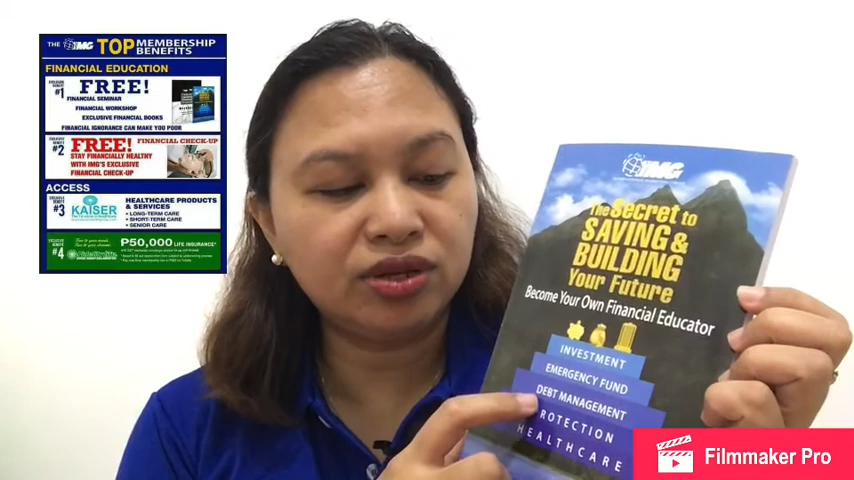 THE IMG TOP MEMBERSHIP BENEFITS
FINANCIAL EDUCATION
#1
FREE!
FINANCIAL SEMINAR
FINANCIAL WORKSHOP
EXCLUSIVE FINANCIAL BOOKS
FINANCIAL IGNORANCE CAN MAKE YOU POOR
#2
FREE! FINANCIAL CHECK-UP
STAY FINANCIALLY HEALTHY
WITH IMG'S EXCLUSIVE
FINANCIAL CHECK-UP
ACCESS
#3
KAISER
HEALTHCARE PRODUCTS
& SERVICES
• LONG-TERM CARE
• SHORT-TERM CARE
• SENIOR CARE
#4
₱50,000 LIFE INSURANCE*
IMG
The Secret to
SAVING &
BUILDING
Your Future
Become Your Own Financial Educator
INVESTMENT
EMERGENCY FUND
DEBT MANAGEMENT
ROTECTION
HEALTHCARE
Filmmaker Pro